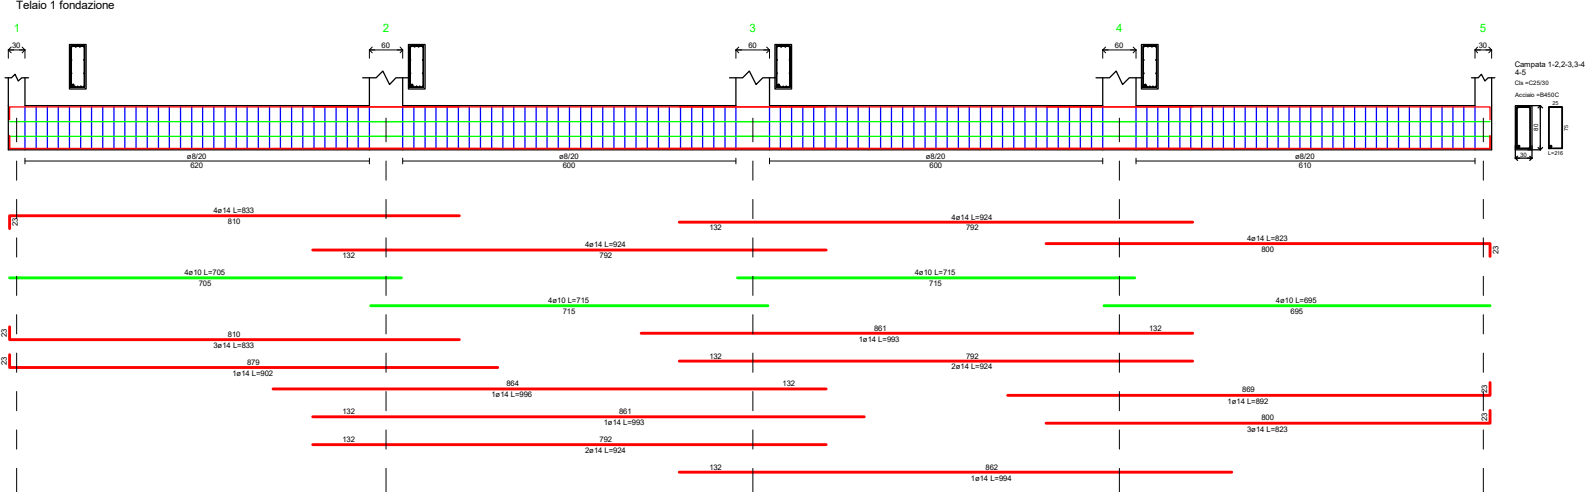 Telaio 1 fondazione
1 2 3 4 5
30 60 60 60 30
Campata 1-2,2-3,3-4
4-5
Cls =C25/30
Acciaio =B450C
25
80
75
30
L=216
ø8/20 ø8/20 ø8/20 ø8/20
620 600 600 610
4ø14 L=833
23
810
4ø14 L=924
132 792
4ø14 L=823
800
23
4ø14 L=924
132 792
4ø10 L=705
705
4ø10 L=715
715
4ø10 L=715
715
4ø10 L=695
695
23
810
3ø14 L=833
861 132
1ø14 L=993
23
879
1ø14 L=902
132 792
2ø14 L=924
864 132
1ø14 L=996
869
23
1ø14 L=892
132 861
1ø14 L=993
800
23
3ø14 L=823
132 792
2ø14 L=924
132 862
1ø14 L=994